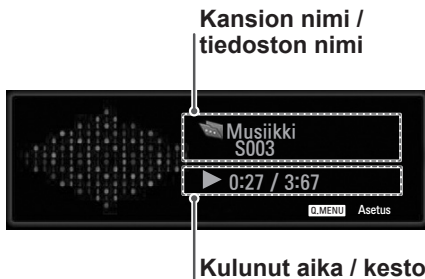 Kansion nimi /
tiedoston nimi
Musiikki
S003
0:27 / 3:67
Q.MENU Asetus
Kulunut aika / kesto